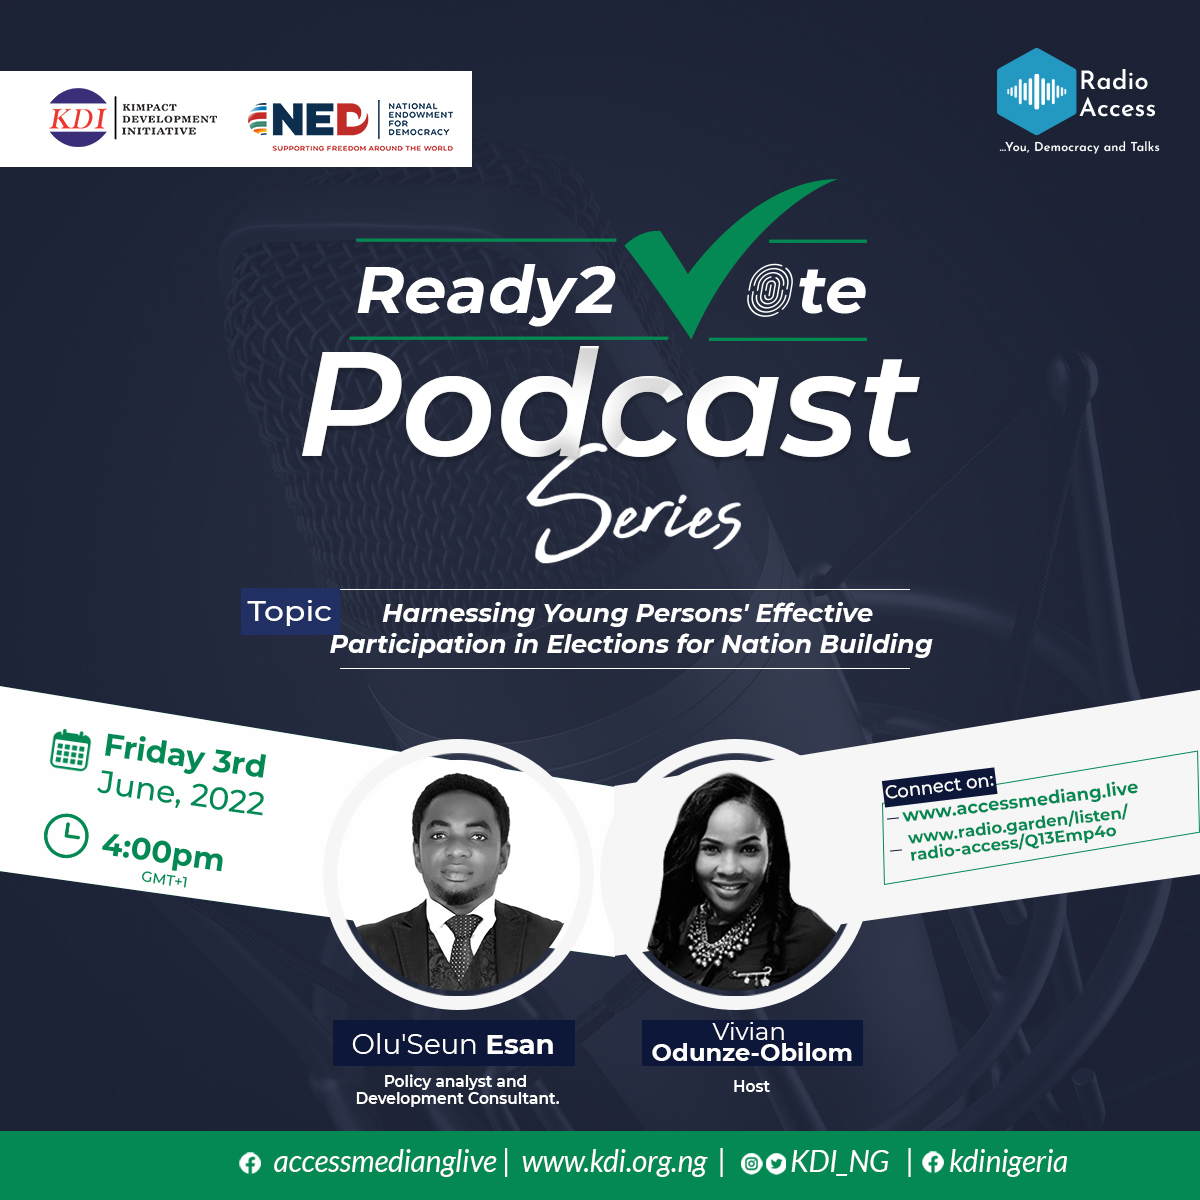 KDI
KIMPACT
DEVELOPMENT
INITIATIVE
NED
NATIONAL
ENDOWMENT
FOR
DEMOCRACY
SUPPORTING FREEDOM AROUND THE WORLD
Radio
Access
...You, Democracy and Talks
Ready2 Vote
Podcast
Series
Topic
Harnessing Young Persons' Effective
Participation in Elections for Nation Building
Friday 3rd
June, 2022
4:00pm
GMT+1
Connect on:
– www.accessmediang.live
– www.radio.garden/listen/
radio-access/Q13Emp4o
Olu'Seun Esan
Policy analyst and
Development Consultant.
Vivian
Odunze-Obilom
Host
accessmedianglive | www.kdi.org.ng | KDI_NG | kdinigeria